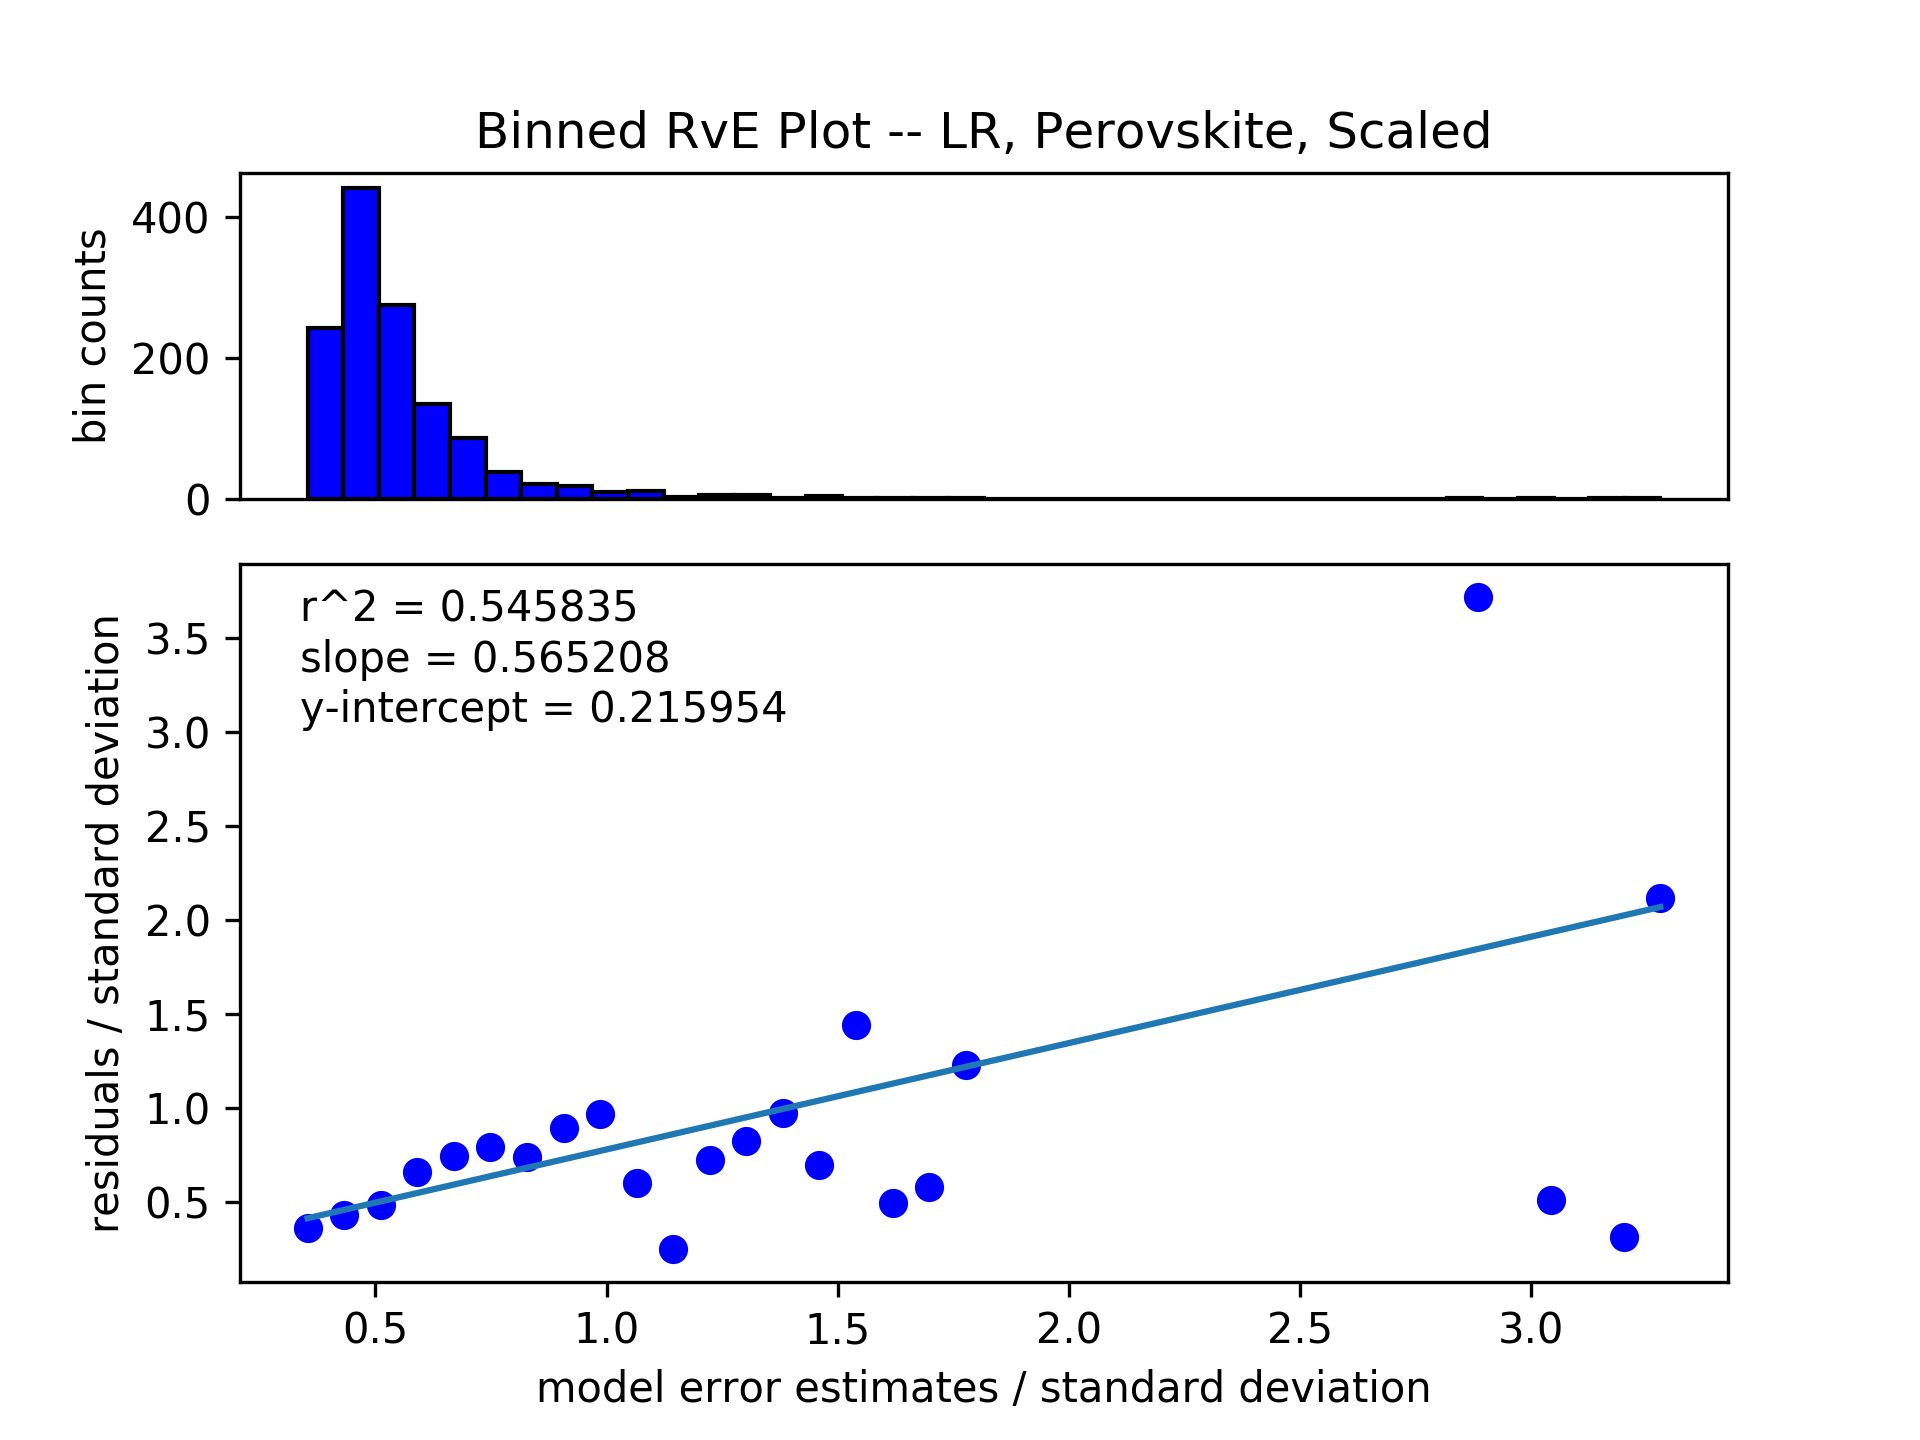 Binned RvE Plot -- LR, Perovskite, Scaled
bin counts
400
200
0
r^2 = 0.545835
slope = 0.565208
y-intercept = 0.215954
residuals / standard deviation
3.5
3.0
2.5
2.0
1.5
1.0
0.5
0.5 1.0 1.5 2.0 2.5 3.0
model error estimates / standard deviation